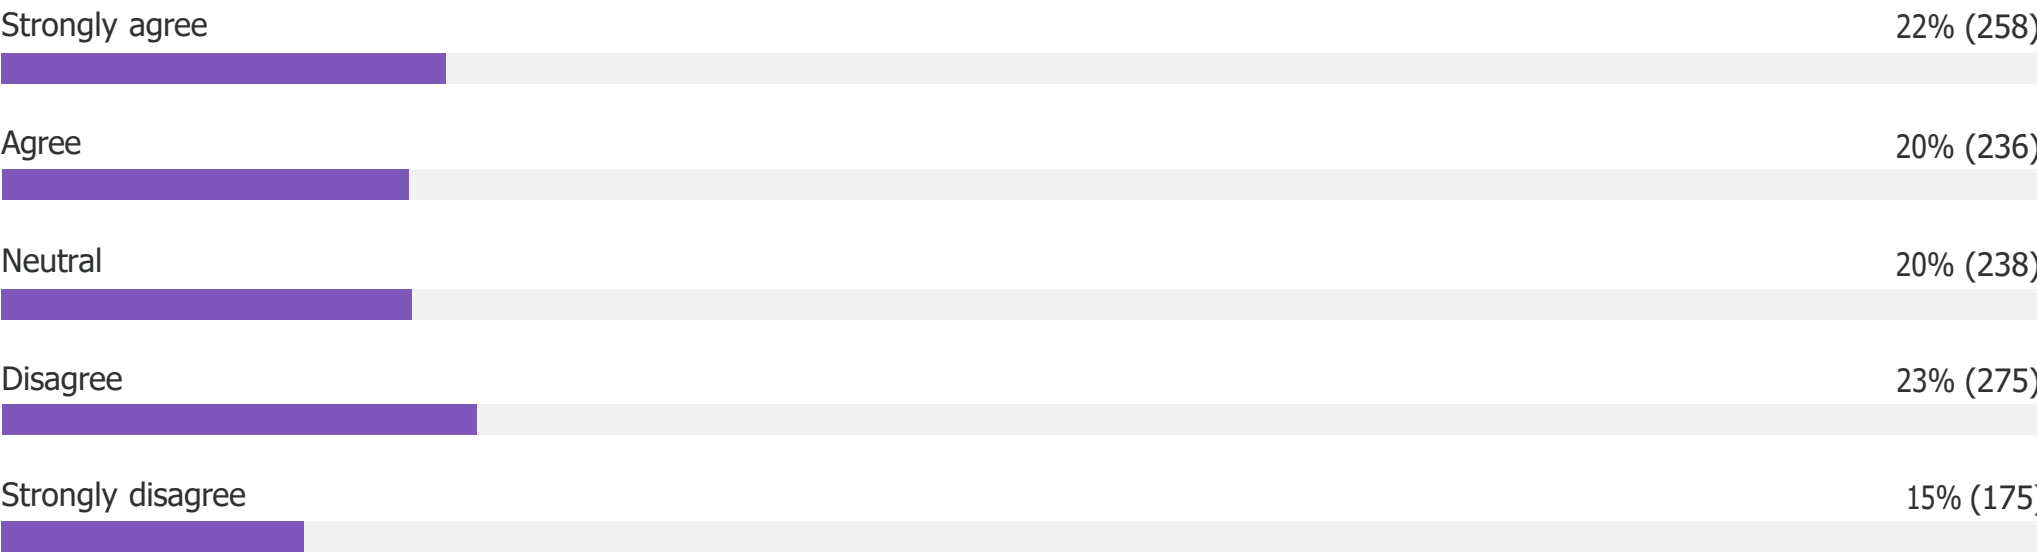 Strongly agree 22% (258)
Agree 20% (236)
Neutral 20% (238)
Disagree 23% (275)
Strongly disagree 15% (175)